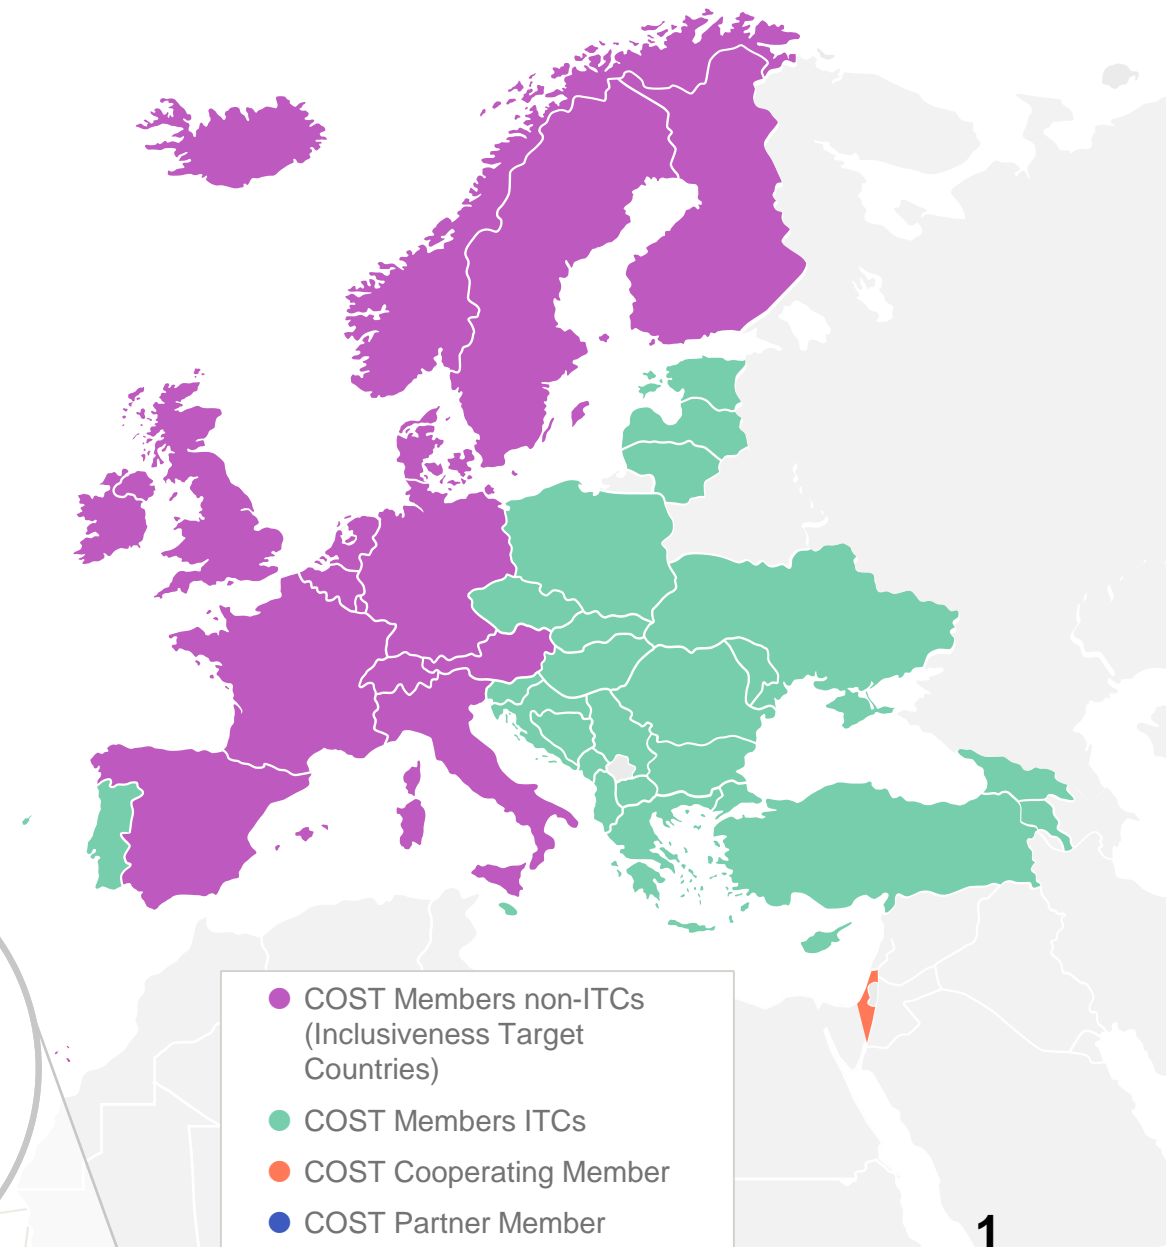 COST Members non-ITCs
(Inclusiveness Target
Countries)
COST Members ITCs
COST Cooperating Member
COST Partner Member
1